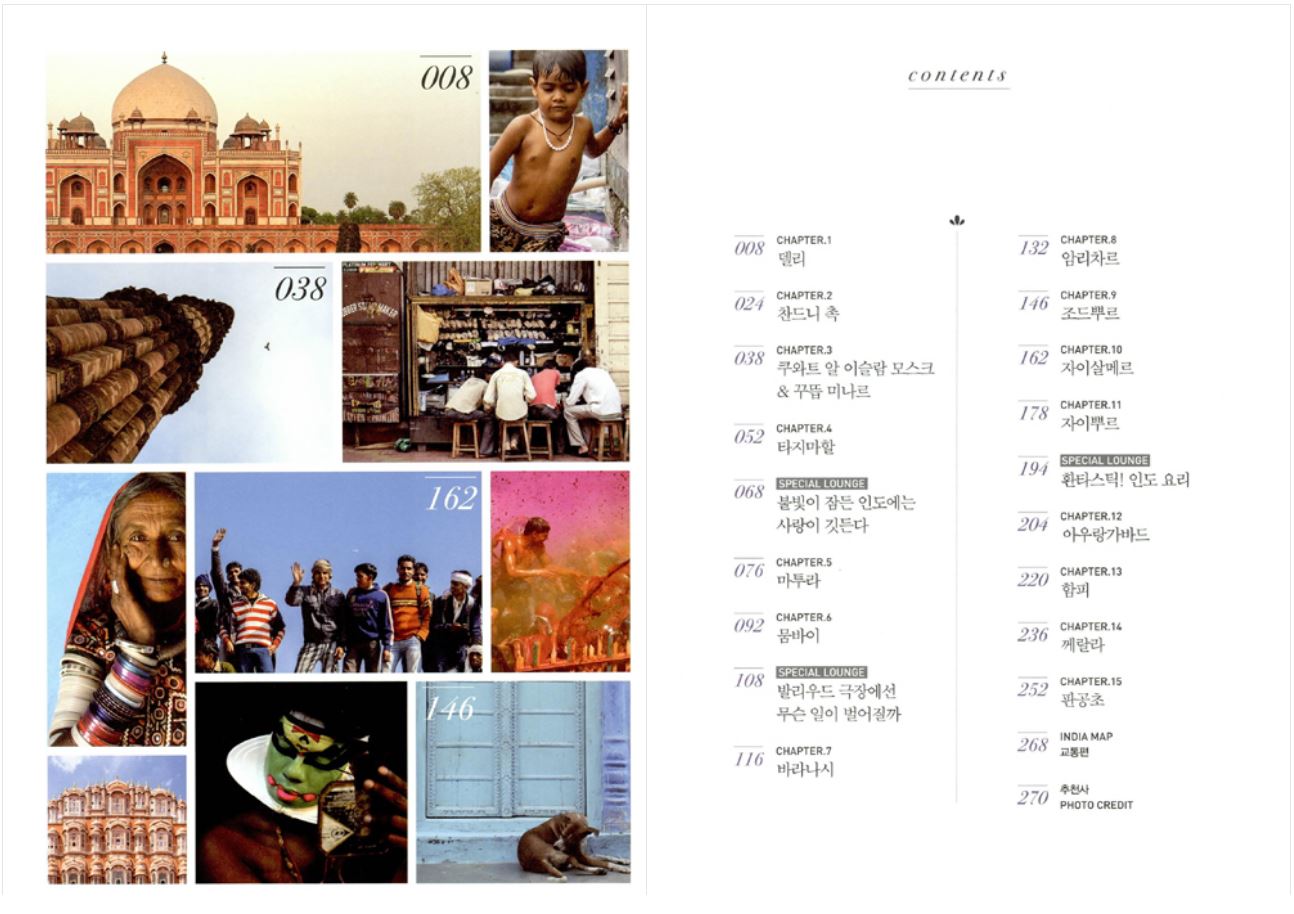 008
038
PLATINUM
RUBBER STAMP MAKER
162
146
contents
008 CHAPTER.1
델리
024 CHAPTER.2
찬드니 촉
038 CHAPTER.3
쿠와트 알 이슬람 모스크
& 꾸뜹 미나르
052 CHAPTER.4
타지마할
068 SPECIAL LOUNGE
불빛이 잠든 인도에는
사랑이 깃든다
076 CHAPTER.5
마투라
092 CHAPTER.6
뭄바이
108 SPECIAL LOUNGE
발리우드 극장에선
무슨 일이 벌어질까
116 CHAPTER.7
바라나시
132 CHAPTER.8
암리차르
146 CHAPTER.9
조드뿌르
162 CHAPTER.10
자이살메르
178 CHAPTER.11
자이뿌르
194 SPECIAL LOUNGE
환타스틱! 인도 요리
204 CHAPTER.12
아우랑가바드
220 CHAPTER.13
함피
236 CHAPTER.14
께랄라
252 CHAPTER.15
판공초
268 INDIA MAP
교통편
270 추천사
PHOTO CREDIT